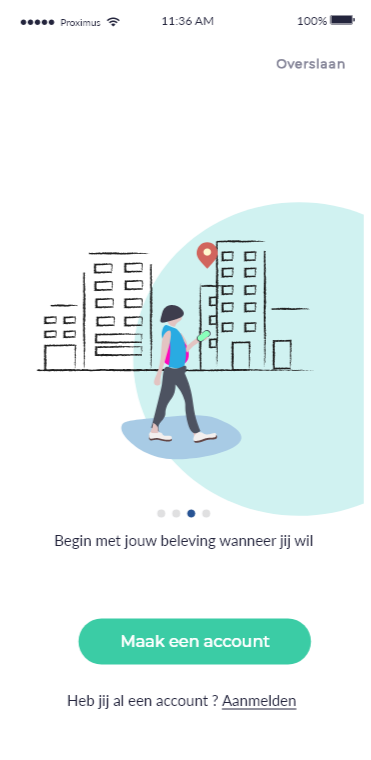 Proximus 11:36 AM 100%
Overslaan
Begin met jouw beleving wanneer jij wil
Maak een account
Heb jij al een account ? Aanmelden